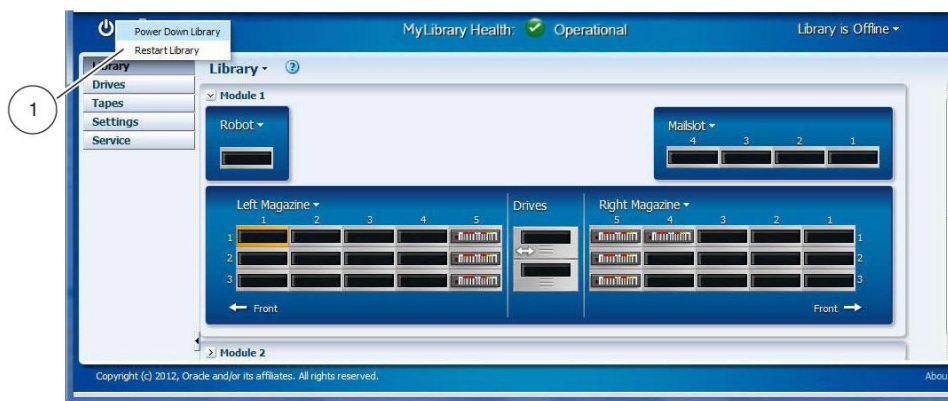 Power Down Library
Restart Library
MyLibrary Health: Operational
Library is Offline
1
Library
Drives
Tapes
Settings
Service
Library
Module 1
Robot
Mailslot
4 3 2 1
Left Magazine
Drives
Right Magazine
1 2 3 4 5
5 4 3 2 1
1
1
2
2
3
3
Front
Front
Module 2
Copyright (c) 2012, Oracle and/or its affiliates. All rights reserved.
Abou